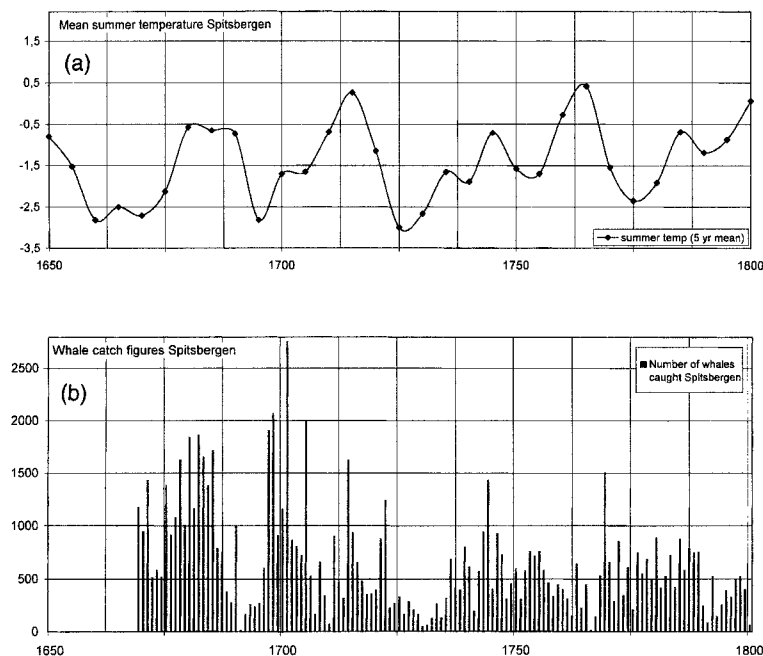 Mean summer temperature Spitsbergen
(a)
1,5
0,5
-0,5
-1,5
-2,5
-3,5
summer temp (5 yr mean)
1650
1700
1750
1800
Whale catch figures Spitsbergen
(b)
2500
2000
1500
1000
500
0
Number of whales
caught Spitsbergen
1650
1700
1750
1800